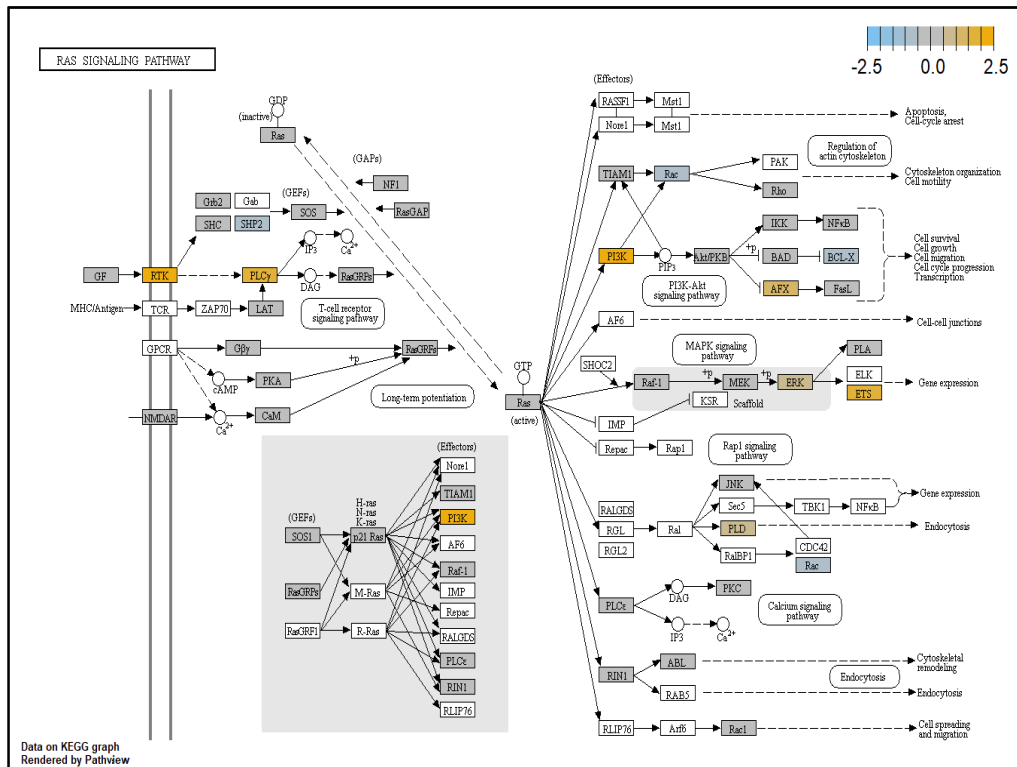 RAS SIGNALING PATHWAY
-2.5 0.0 2.5
GDP
(inactive)
Ras
(GAPs)
NF1
RasGAP
(GEFs)
Grb2
Gab
SOS
SHC
SHP2
IP3
Ca2+
GF
RTK
PLCγ
DAG
RasGRPs
MHC/Antigen
TCR
ZAP70
LAT
T-cell receptor
signaling pathway
GPCR
Gβγ
RasGRFs
+p
cAMP
PKA
Long-term potentiation
NMDAR
Ca2+
CaM
GTP
Ras
(active)
(Effectors)
RASSF1
Mst1
Nore1
Mst1
Apoptosis,
Cell-cycle arrest
Regulation of
actin cytoskeleton
TIAM1
Rac
PAK
Rho
Cytoskeleton organization
Cell motility
PI3K
PIP3
Akt/PKB
+p
IKK
NFκB
BAD
BCL-X
AFX
FasL
Cell survival
Cell growth
Cell migration
Cell cycle progression
Transcription
PI3K-Akt
signaling pathway
AF6
Cell-cell junctions
MAPK signaling
pathway
SHOC2
Raf-1
+p
MEK
+p
ERK
PLA
ELK
ETS
Gene expression
KSR
Scaffold
IMP
Repac
Rap1
Rap1 signaling
pathway
RALGDS
RGL
RGL2
Ral
JNK
Sec5
TBK1
NFκB
Gene expression
PLD
Endocytosis
RalBP1
CDC42
Rac
PLCε
DAG
PKC
IP3
Ca2+
Calcium signaling
pathway
RIN1
ABL
Cytoskeletal
remodeling
RAB5
Endocytosis
Endocytosis
RLIP76
Arf6
Rac1
Cell spreading
and migration
(Effectors)
Nore1
TIAM1
PI3K
AF6
Raf-1
IMP
Repac
RALGDS
PLCε
RIN1
RLIP76
(GEFs)
SOS1
RasGRPs
RasGRF1
H-ras
N-ras
K-ras
p21 Ras
M-Ras
R-Ras
Data on KEGG graph
Rendered by Pathview